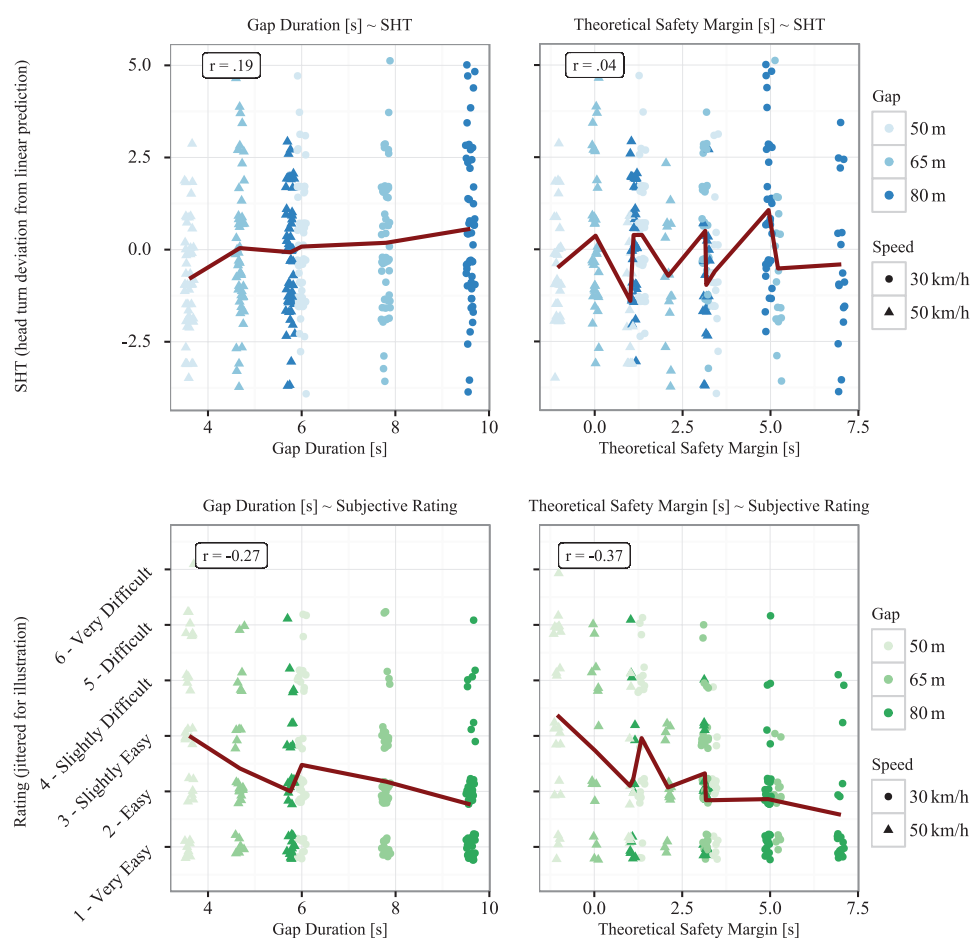 Gap Duration [s] ~ SHT
Theoretical Safety Margin [s] ~ SHT
SHT (head turn deviation from linear prediction)
5.0
2.5
0.0
-2.5
r = .19
r = .04
4
6
8
10
Gap Duration [s]
0.0
2.5
5.0
7.5
Theoretical Safety Margin [s]
Gap
50 m
65 m
80 m
Speed
30 km/h
50 km/h
Gap Duration [s] ~ Subjective Rating
Theoretical Safety Margin [s] ~ Subjective Rating
Rating (jittered for illustration)
6 - Very Difficult
5 - Difficult
4 - Slightly Difficult
3 - Slightly Easy
2 - Easy
1 - Very Easy
r = -0.27
r = -0.37
4
6
8
10
Gap Duration [s]
0.0
2.5
5.0
7.5
Theoretical Safety Margin [s]
Gap
50 m
65 m
80 m
Speed
30 km/h
50 km/h